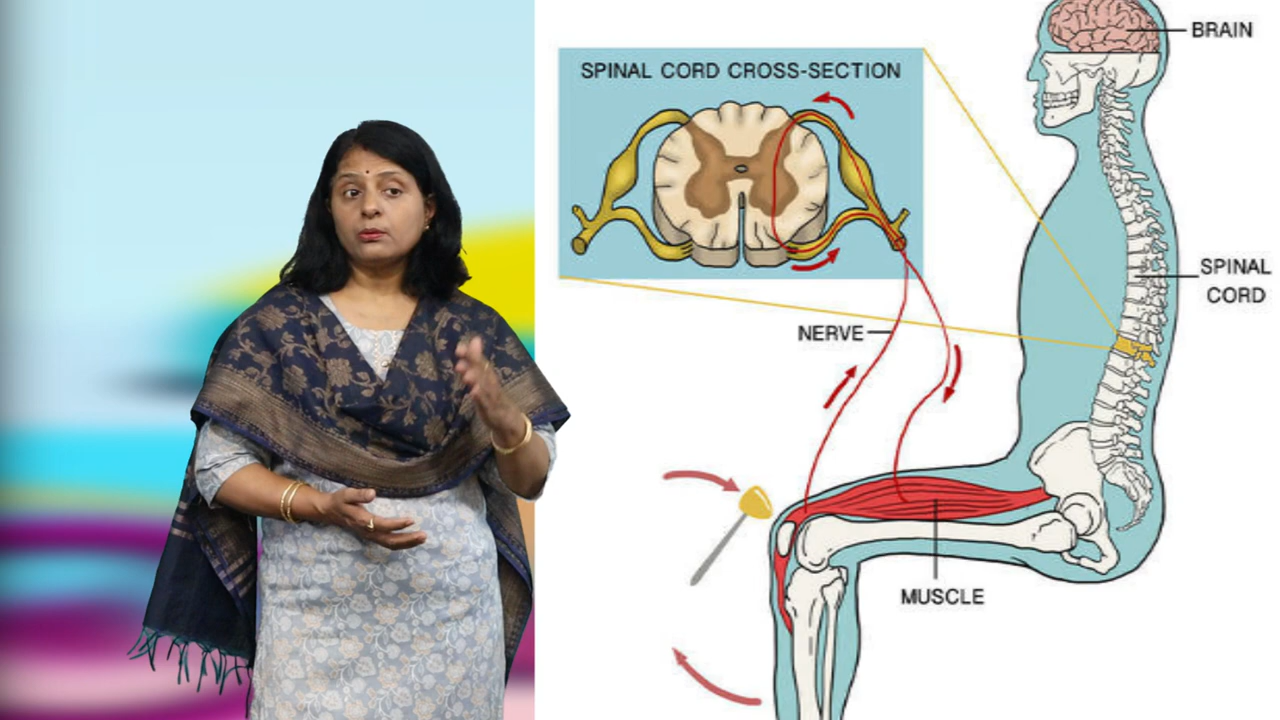 BRAIN
SPINAL CORD CROSS-SECTION
SPINAL
CORD
NERVE
MUSCLE